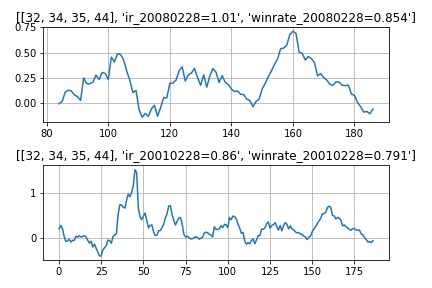 [[32, 34, 35, 44], 'ir_20080228=1.01', 'winrate_20080228=0.854']
0.75
0.50
0.25
0.00
80 100 120 140 160 180
[[32, 34, 35, 44], 'ir_20010228=0.86', 'winrate_20010228=0.791']
1
0
0 25 50 75 100 125 150 175